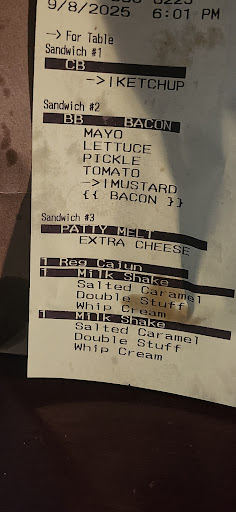 9/8/2025 6:01 PM
--> For Table
Sandwich #1
CB
->|KETCHUP
Sandwich #2
BB BACON
MAYO
LETTUCE
PICKLE
TOMATO
->|MUSTARD
{{ BACON }}
Sandwich #3
PATTY MELT
EXTRA CHEESE
1 Reg Cajun
1 Milk Shake
Salted Caramel
Double Stuff
Whip Cream
1 Milk Shake
Salted Caramel
Double Stuff
Whip Cream